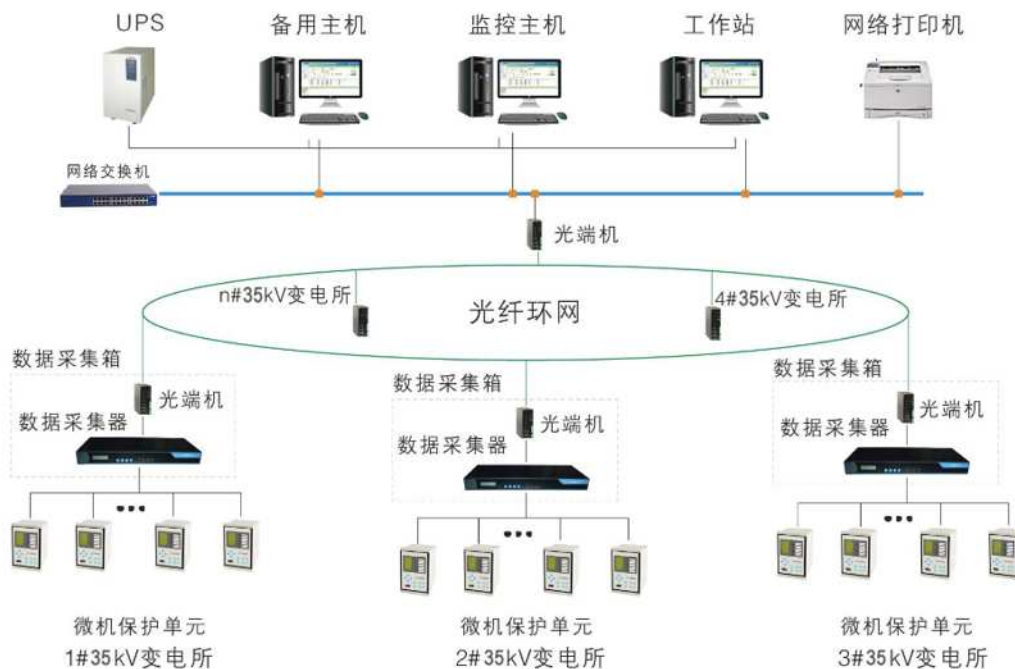 UPS
备用主机
监控主机
工作站
网络打印机
网络交换机
光端机
n#35kV变电所
4#35kV变电所
光纤环网
数据采集箱
光端机
数据采集器
数据采集箱
光端机
数据采集器
数据采集箱
光端机
数据采集器
微机保护单元
1#35kV变电所
微机保护单元
2#35kV变电所
微机保护单元
3#35kV变电所